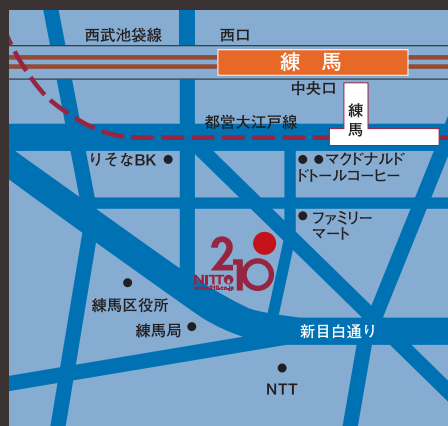 西武池袋線
西口
練馬
中央口
練馬
都営大江戸線
りそなBK
マクドナルド
ドトールコーヒー
ファミリー
マート
210
NITTO
練馬区役所
練馬局
新目白通り
NTT